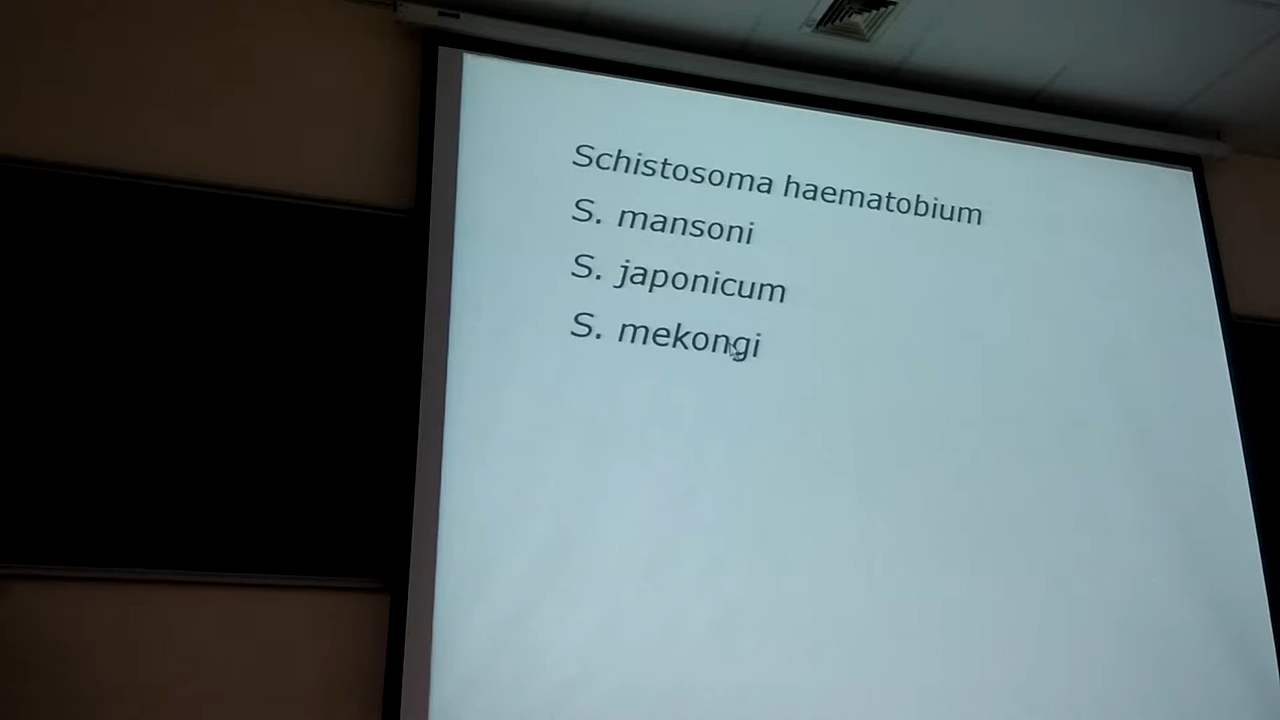 Schistosoma haematobium
S. mansoni
S. japonicum
S. mekongi